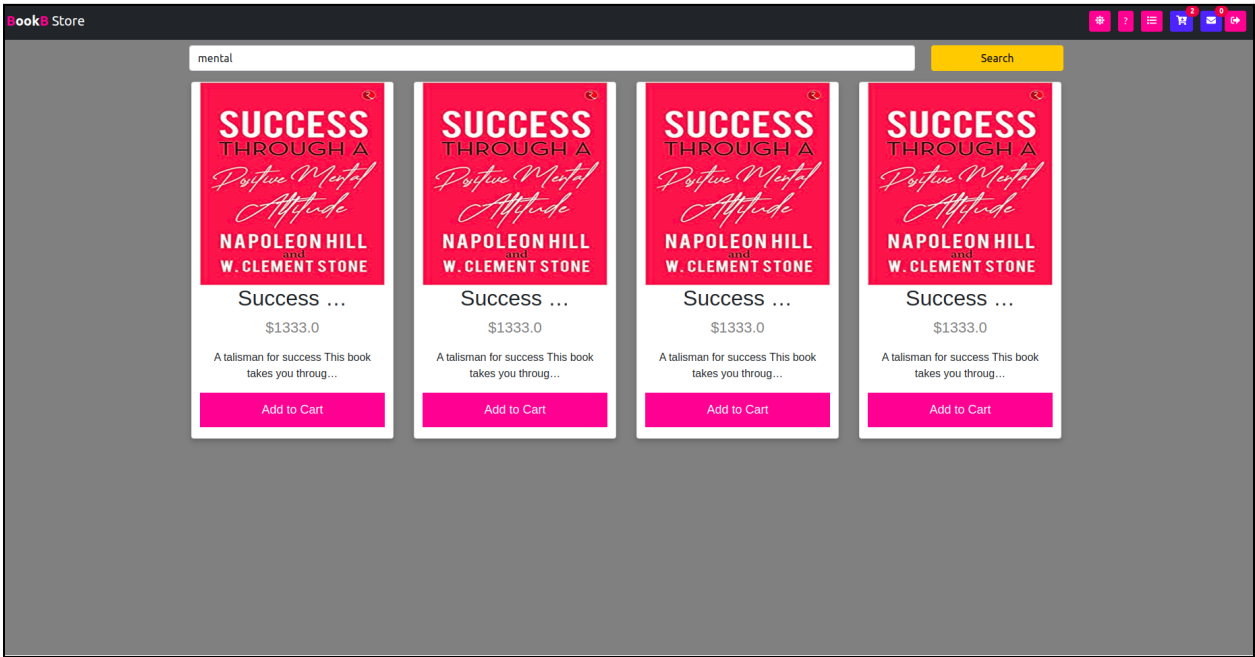 BookB Store
?
2
0
mental
Search
SUCCESS
THROUGH A
Positive Mental
Attitude
NAPOLEON HILL
and
W. CLEMENT STONE
Success ...
$1333.0
A talisman for success This book
takes you throug...
Add to Cart
SUCCESS
THROUGH A
Positive Mental
Attitude
NAPOLEON HILL
and
W. CLEMENT STONE
Success ...
$1333.0
A talisman for success This book
takes you throug...
Add to Cart
SUCCESS
THROUGH A
Positive Mental
Attitude
NAPOLEON HILL
and
W. CLEMENT STONE
Success ...
$1333.0
A talisman for success This book
takes you throug...
Add to Cart
SUCCESS
THROUGH A
Positive Mental
Attitude
NAPOLEON HILL
and
W. CLEMENT STONE
Success ...
$1333.0
A talisman for success This book
takes you throug...
Add to Cart